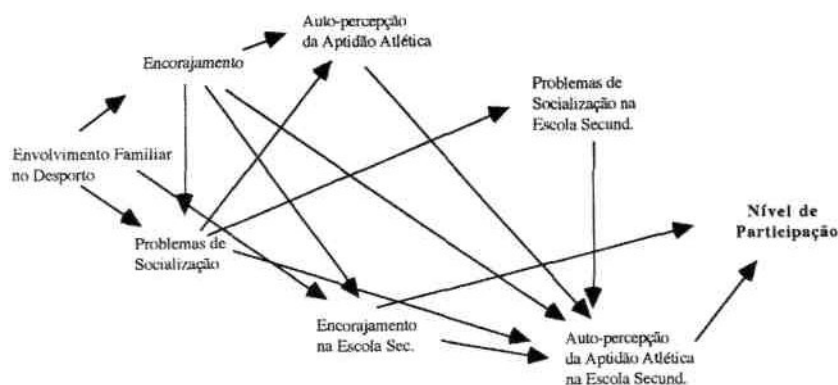 Auto-percepção
da Aptidão Atlética
Encorajamento
Problemas de
Socialização na
Escola Secund.
Envolvimento Familiar
no Desporto
Nível de
Participação
Problemas de
Socialização
Encorajamento
na Escola Sec.
Auto-percepção
da Aptidão Atlética
na Escola Secund.